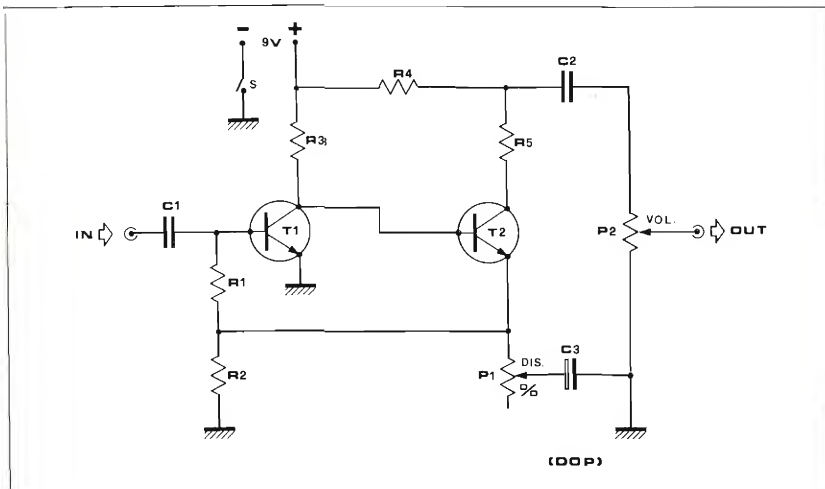 - +
9V
S
R4
C2
R3
R5
C1
IN
T1
T2
P2
VOL.
OUT
R1
R2
P1
DIS.
%
C3
(DOP)